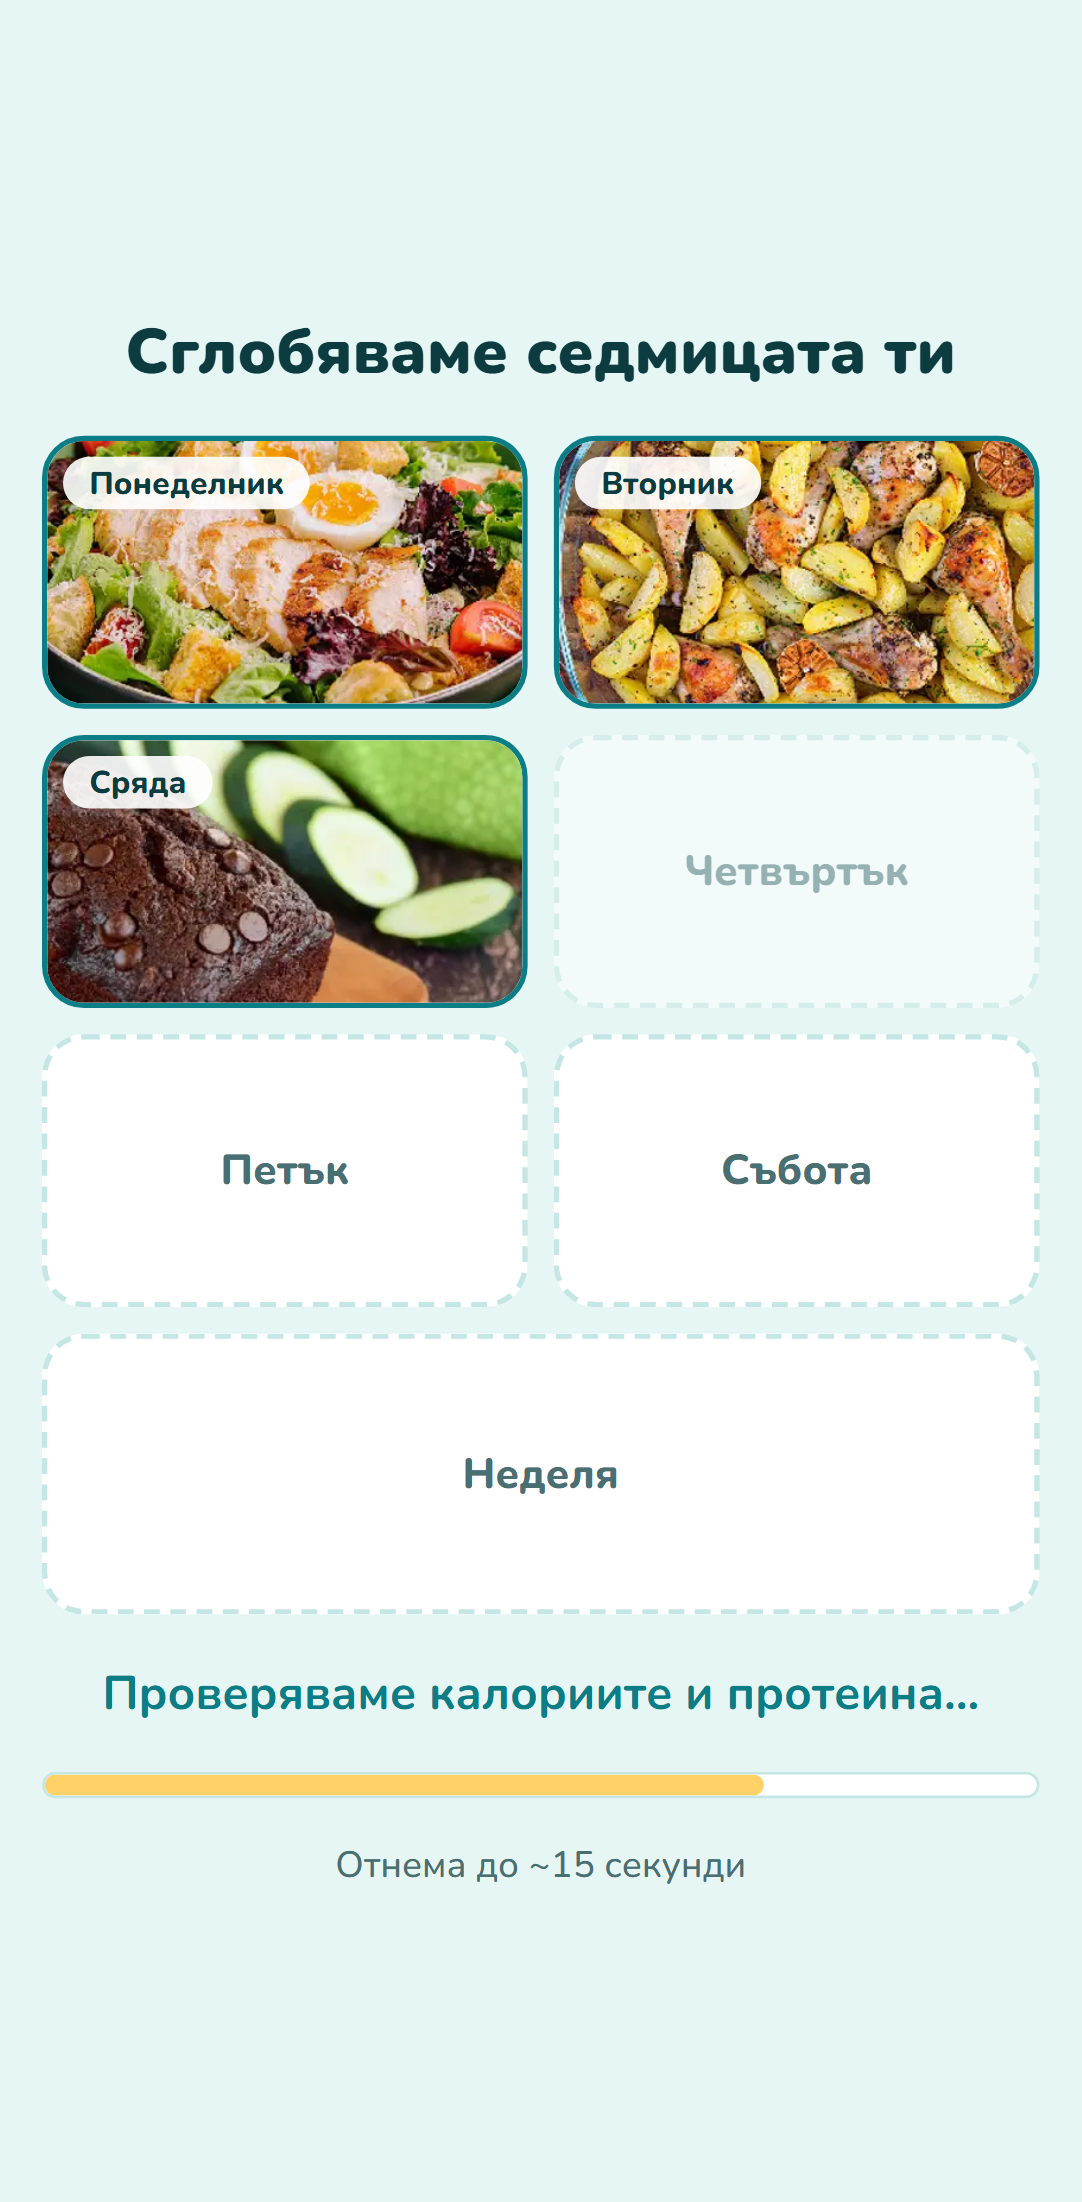 Сглобяваме седмицата ти
Понеделник
Вторник
Сряда
Четвъртък
Петък
Събота
Неделя
Проверяваме калориите и протеина...
Отнема до ~15 секунди